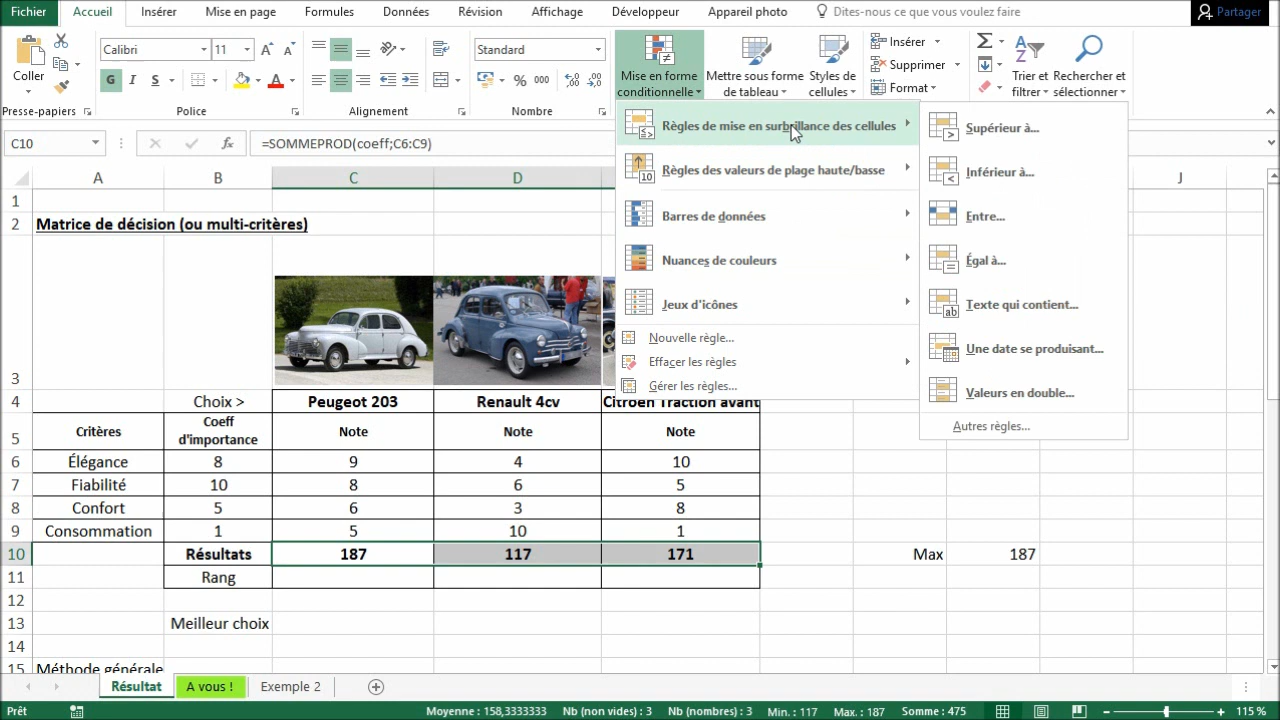 Fichier Accueil Insérer Mise en page Formules Données Révision Affichage Développeur Appareil photo Dites-nous ce que vous voulez faire Partager
Coller
Calibri 11
G I S
Standard
% 000
Mise en forme conditionnelle
Mettre sous forme de tableau
Styles de cellules
Insérer
Supprimer
Format
Trier et filtrer
Rechercher et sélectionner
Presse-papiers Police Alignement Nombre
C10 fx =SOMMEPROD(coeff;C6:C9)
Règles de mise en surbrillance des cellules
Règles des valeurs de plage haute/basse
Barres de données
Nuances de couleurs
Jeux d'icônes
Nouvelle règle...
Effacer les règles
Gérer les règles...
Supérieur à...
Inférieur à...
Entre...
Égal à...
Texte qui contient...
Une date se produisant...
Valeurs en double...
Autres règles...
A B C D J
1
2 Matrice de décision (ou multi-critères)
3
4 Choix > Peugeot 203 Renault 4cv Citroën Traction avant
5 Critères Coeff d'importance Note Note Note
6 Élégance 8 9 4 10
7 Fiabilité 10 8 6 5
8 Confort 5 6 3 8
9 Consommation 1 5 10 1
10 Résultats 187 117 171 Max 187
11 Rang
12
13 Meilleur choix
14
15 Méthode générale
Résultat A vous ! Exemple 2
Prêt Moyenne : 158,3333333 Nb (non vides) : 3 Nb (nombres) : 3 Min. : 117 Max. : 187 Somme : 475 115 %